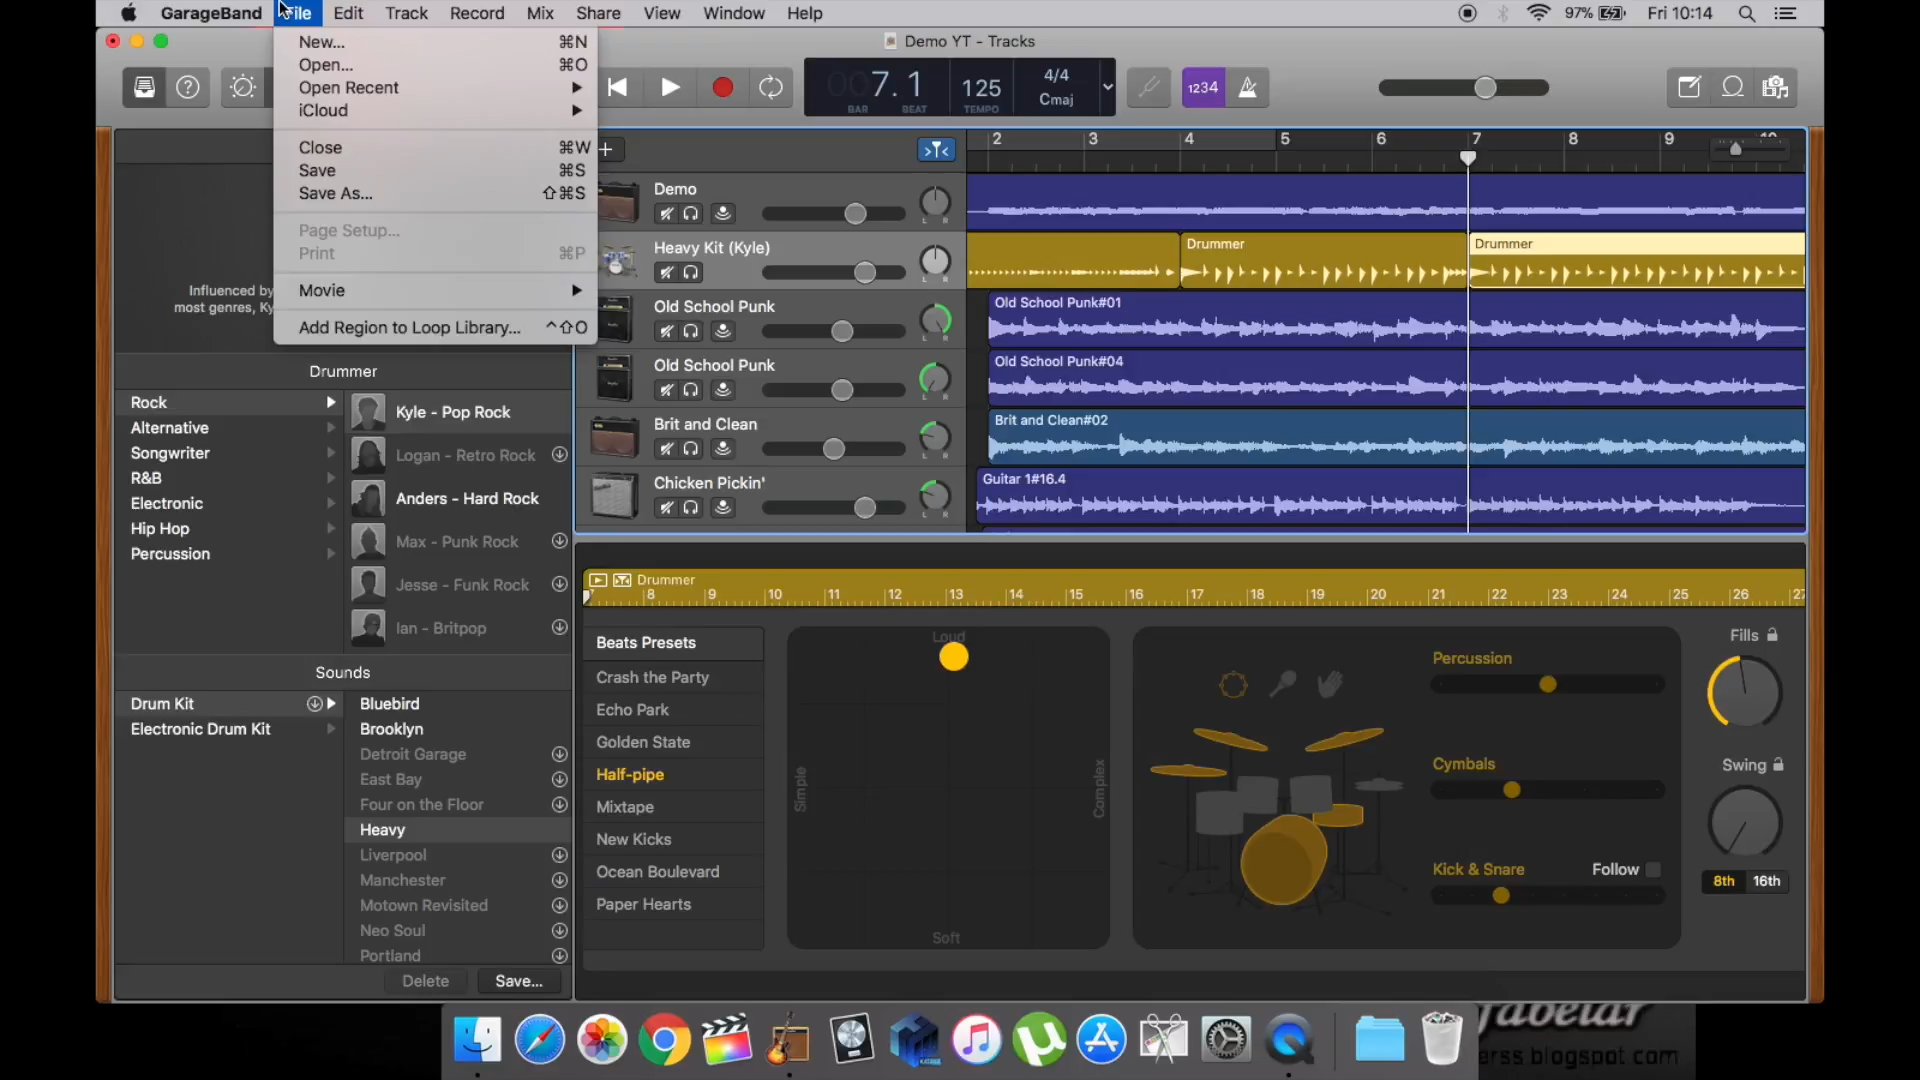 GarageBand File Edit Track Record Mix Share View Window Help 97% Fri 10:14
Demo YT - Tracks
New... ⌘N
Open... ⌘O
Open Recent
iCloud
Close ⌘W
Save ⌘S
Save As... ⇧⌘S
Page Setup...
Print ⌘P
Movie
Add Region to Loop Library... ^⇧O
7.1
BAR BEAT
125
TEMPO
4/4
Cmaj
1234
2 3 4 5 6 7 8 9 10
Influenced by
most genres, Ky
Demo
L R
Heavy Kit (Kyle)
L R
Drummer
Drummer
Old School Punk
L R
Old School Punk#01
Old School Punk
L R
Old School Punk#04
Brit and Clean
L R
Brit and Clean#02
Chicken Pickin'
L R
Guitar 1#16.4
Drummer
Rock
Alternative
Songwriter
R&B
Electronic
Hip Hop
Percussion
Kyle - Pop Rock
Logan - Retro Rock
Anders - Hard Rock
Max - Punk Rock
Jesse - Funk Rock
Ian - Britpop
Sounds
Drum Kit
Electronic Drum Kit
Bluebird
Brooklyn
Detroit Garage
East Bay
Four on the Floor
Heavy
Liverpool
Manchester
Motown Revisited
Neo Soul
Portland
Delete Save...
Drummer
7 8 9 10 11 12 13 14 15 16 17 18 19 20 21 22 23 24 25 26 27
Beats Presets
Crash the Party
Echo Park
Golden State
Half-pipe
Mixtape
New Kicks
Ocean Boulevard
Paper Hearts
Loud
Simple
Complex
Soft
Percussion
Cymbals
Kick & Snare Follow
Fills
Swing
8th 16th